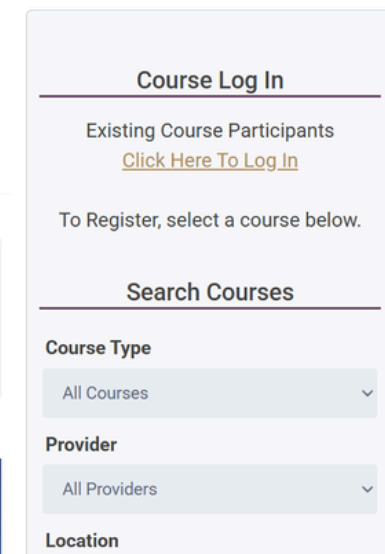 Course Log In
Existing Course Participants
Click Here To Log In
To Register, select a course below.
Search Courses
Course Type
All Courses
Provider
All Providers
Location